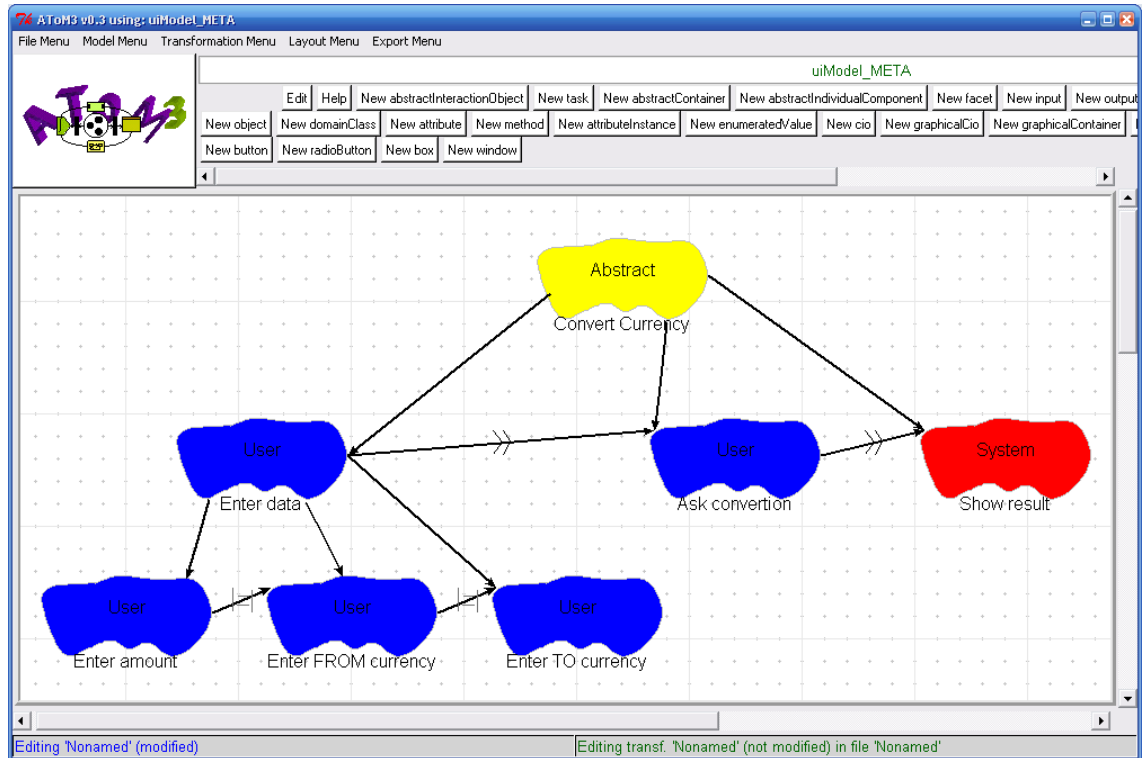 AToM3 v0.3 using: uiModel_META
File Menu Model Menu Transformation Menu Layout Menu Export Menu
ATOM3
uiModel_META
Edit Help New abstractInteractionObject New task New abstractContainer New abstractIndividualComponent New facet New input New output
New object New domainClass New attribute New method New attributeInstance New enumeratedValue New cio New graphicalCio New graphicalContainer
New button New radioButton New box New window
Abstract
Convert Currency
User User System
Enter data Ask convertion Show result
>> >>
User User User
|=| |=|
Enter amount Enter FROM currency Enter TO currency
Editing 'Nonamed' (modified) Editing transf. 'Nonamed' (not modified) in file 'Nonamed'